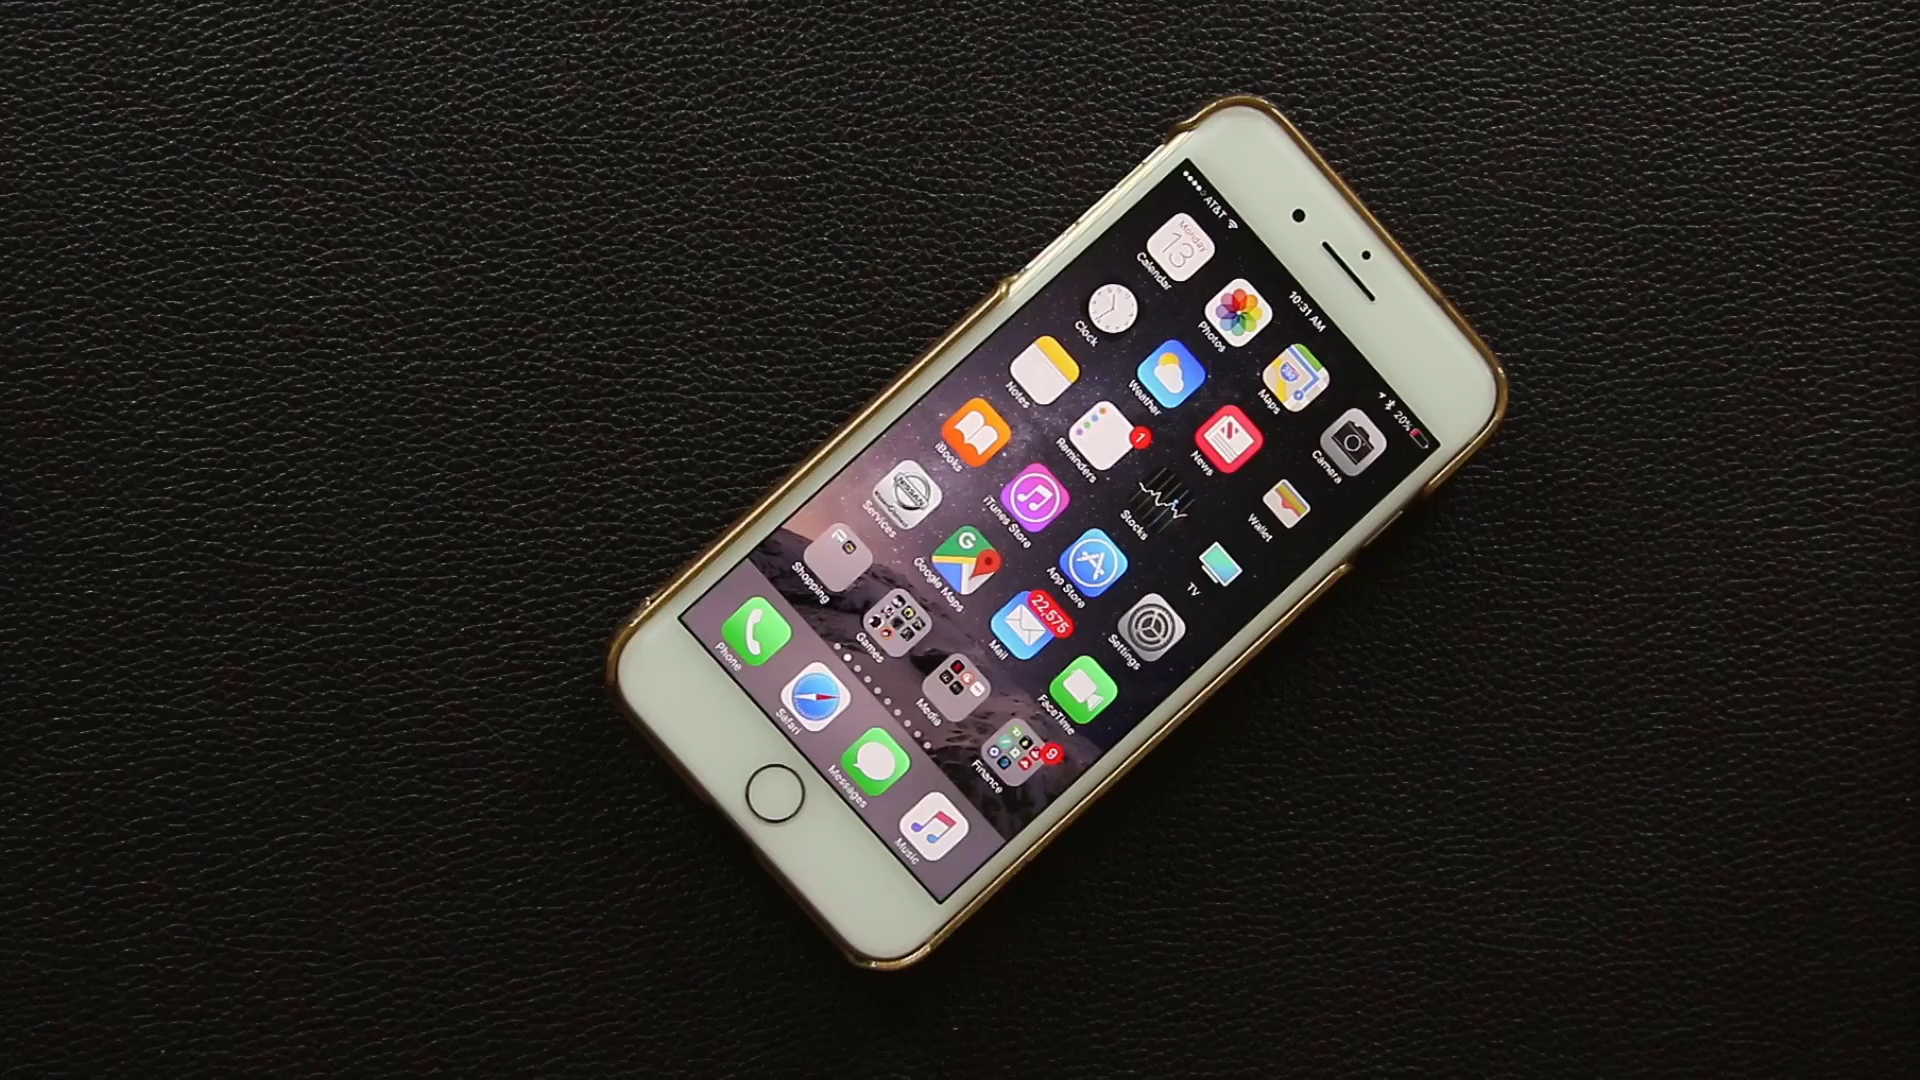 AT&T 10:31 AM 20%
Monday
13
Calendar Photos Maps Camera
280
Clock Weather News Wallet
1
Notes Reminders Stocks TV
iBooks iTunes Store App Store Settings
NISSAN
G
22,575
Services Google Maps Mail FaceTime
9
Shopping Games Media Finance
Phone Safari Messages Music